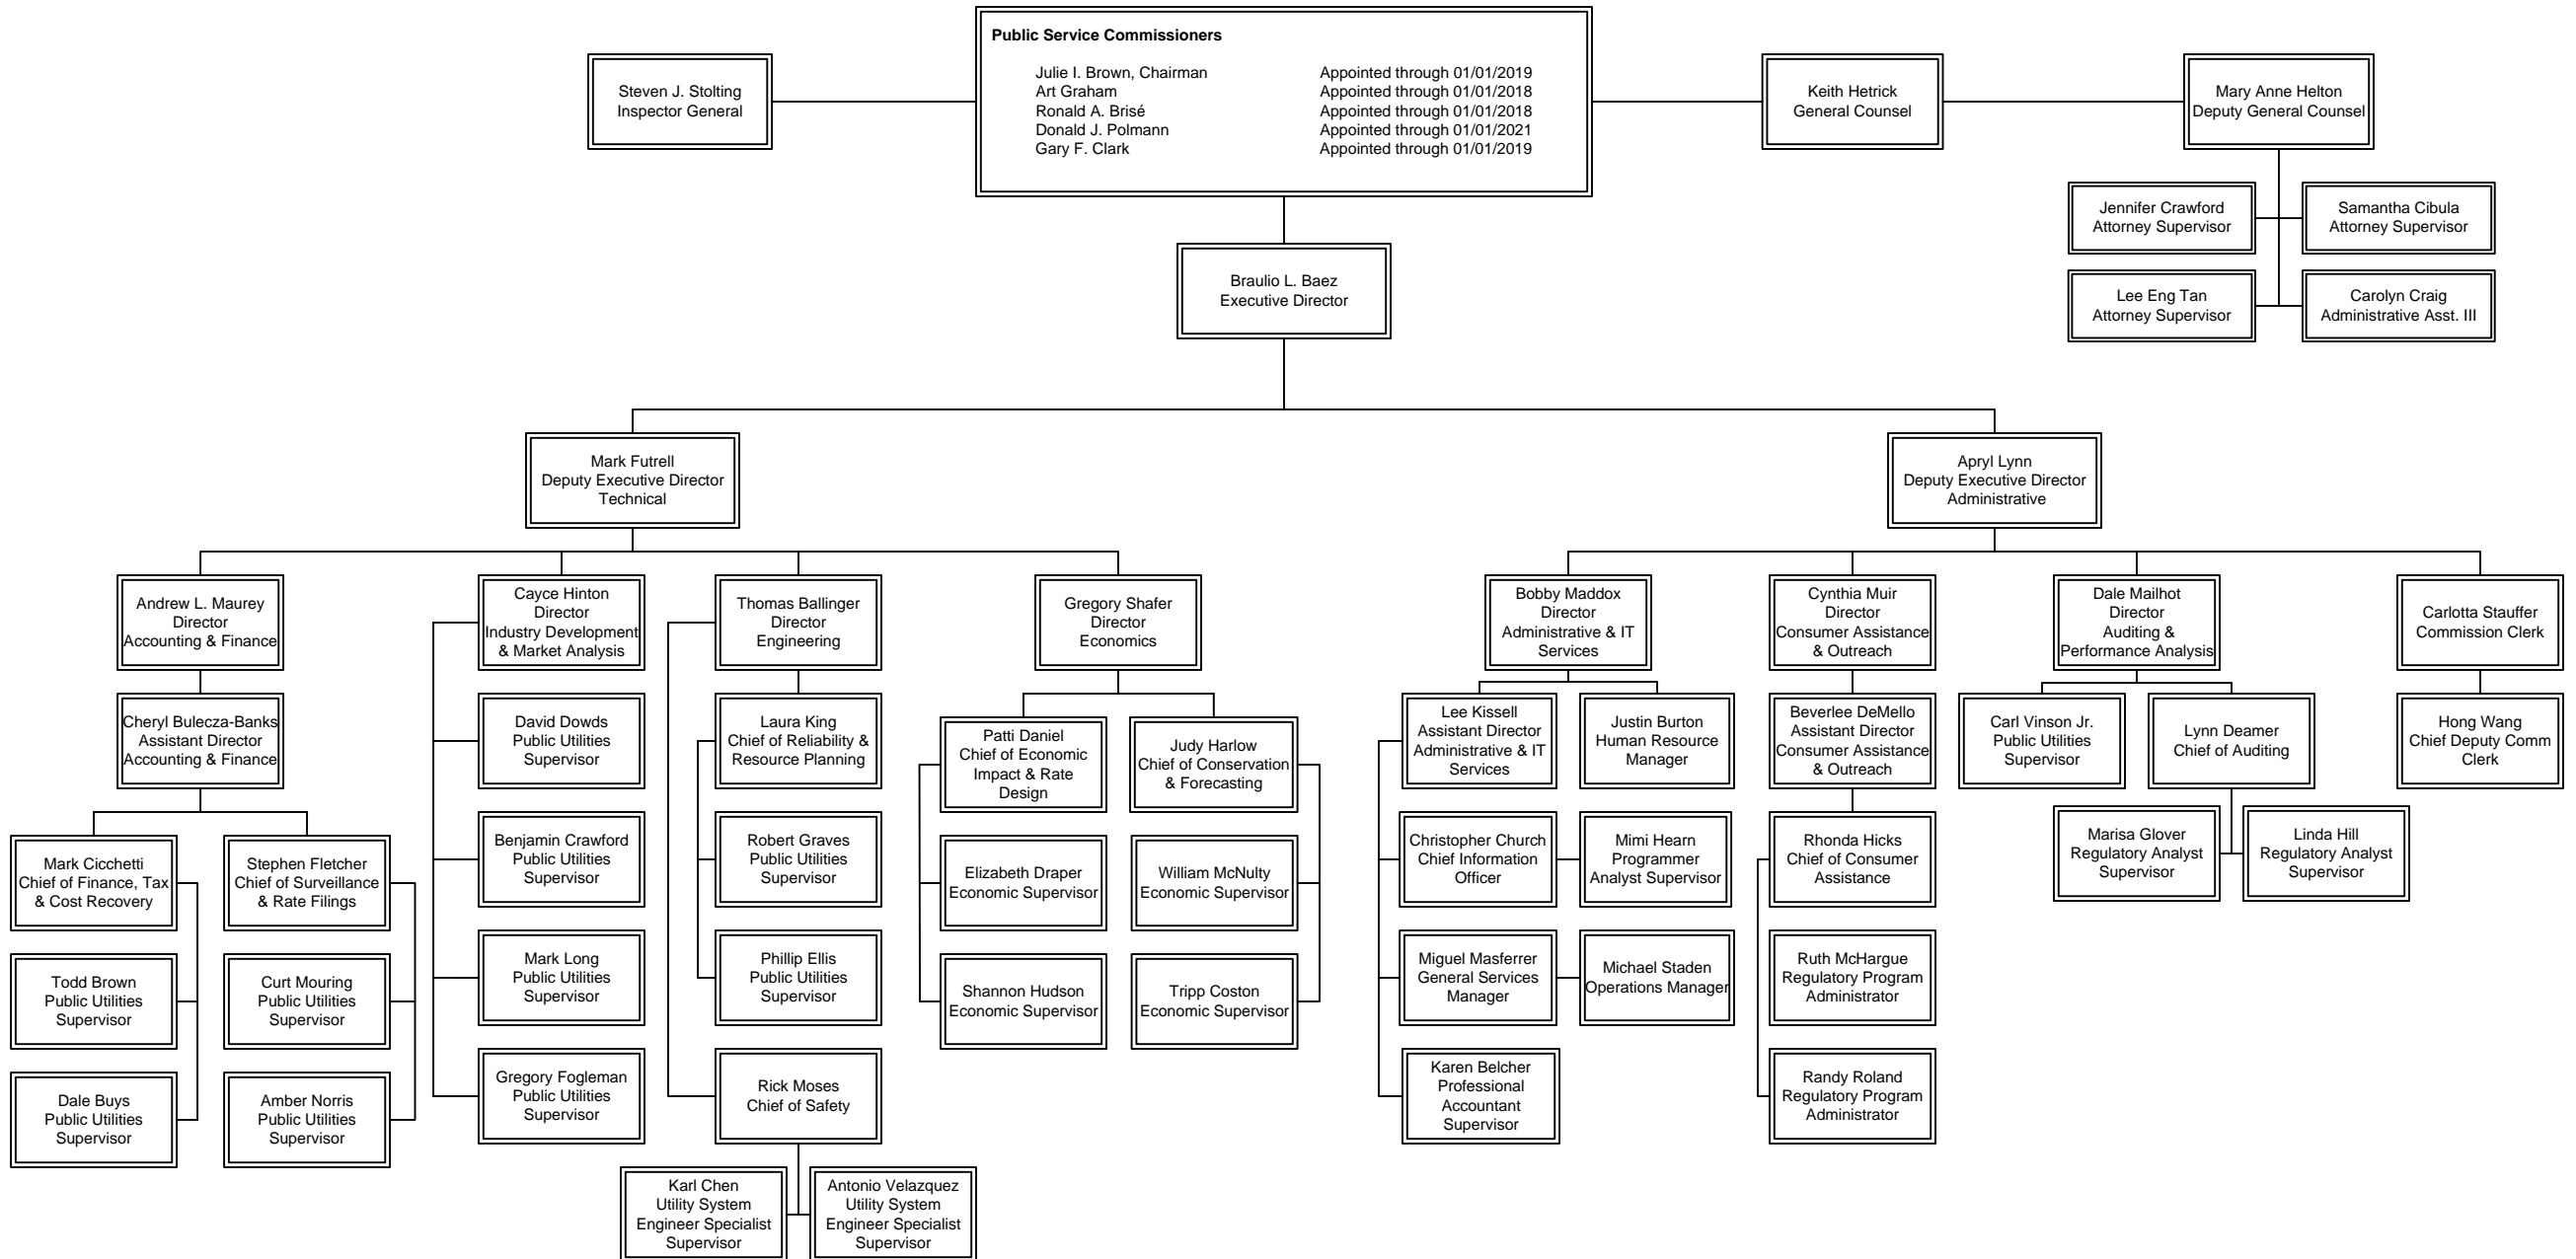 Public Service Commissioners
Julie I. Brown, Chairman Appointed through 01/01/2019
Art Graham Appointed through 01/01/2018
Ronald A. Brisé Appointed through 01/01/2018
Donald J. Polmann Appointed through 01/01/2021
Gary F. Clark Appointed through 01/01/2019
Steven J. Stolting
Inspector General
Keith Hetrick
General Counsel
Mary Anne Helton
Deputy General Counsel
Jennifer Crawford
Attorney Supervisor
Samantha Cibula
Attorney Supervisor
Lee Eng Tan
Attorney Supervisor
Carolyn Craig
Administrative Asst. III
Braulio L. Baez
Executive Director
Mark Futrell
Deputy Executive Director
Technical
Apryl Lynn
Deputy Executive Director
Administrative
Andrew L. Maurey
Director
Accounting & Finance
Cheryl Bulecza-Banks
Assistant Director
Accounting & Finance
Mark Cicchetti
Chief of Finance, Tax
& Cost Recovery
Todd Brown
Public Utilities
Supervisor
Dale Buys
Public Utilities
Supervisor
Stephen Fletcher
Chief of Surveillance
& Rate Filings
Curt Mouring
Public Utilities
Supervisor
Amber Norris
Public Utilities
Supervisor
Cayce Hinton
Director
Industry Development
& Market Analysis
David Dowds
Public Utilities
Supervisor
Benjamin Crawford
Public Utilities
Supervisor
Mark Long
Public Utilities
Supervisor
Gregory Fogleman
Public Utilities
Supervisor
Thomas Ballinger
Director
Engineering
Laura King
Chief of Reliability &
Resource Planning
Robert Graves
Public Utilities
Supervisor
Phillip Ellis
Public Utilities
Supervisor
Rick Moses
Chief of Safety
Karl Chen
Utility System
Engineer Specialist
Supervisor
Antonio Velazquez
Utility System
Engineer Specialist
Supervisor
Gregory Shafer
Director
Economics
Patti Daniel
Chief of Economic
Impact & Rate
Design
Elizabeth Draper
Economic Supervisor
Shannon Hudson
Economic Supervisor
Judy Harlow
Chief of Conservation
& Forecasting
William McNulty
Economic Supervisor
Tripp Coston
Economic Supervisor
Bobby Maddox
Director
Administrative & IT
Services
Lee Kissell
Assistant Director
Administrative & IT
Services
Justin Burton
Human Resource
Manager
Christopher Church
Chief Information
Officer
Mimi Hearn
Programmer
Analyst Supervisor
Miguel Masferrer
General Services
Manager
Michael Staden
Operations Manager
Karen Belcher
Professional
Accountant
Supervisor
Cynthia Muir
Director
Consumer Assistance
& Outreach
Beverlee DeMello
Assistant Director
Consumer Assistance
& Outreach
Rhonda Hicks
Chief of Consumer
Assistance
Ruth McHargue
Regulatory Program
Administrator
Randy Roland
Regulatory Program
Administrator
Dale Mailhot
Director
Auditing &
Performance Analysis
Carl Vinson Jr.
Public Utilities
Supervisor
Lynn Deamer
Chief of Auditing
Marisa Glover
Regulatory Analyst
Supervisor
Linda Hill
Regulatory Analyst
Supervisor
Carlotta Stauffer
Commission Clerk
Hong Wang
Chief Deputy Comm
Clerk